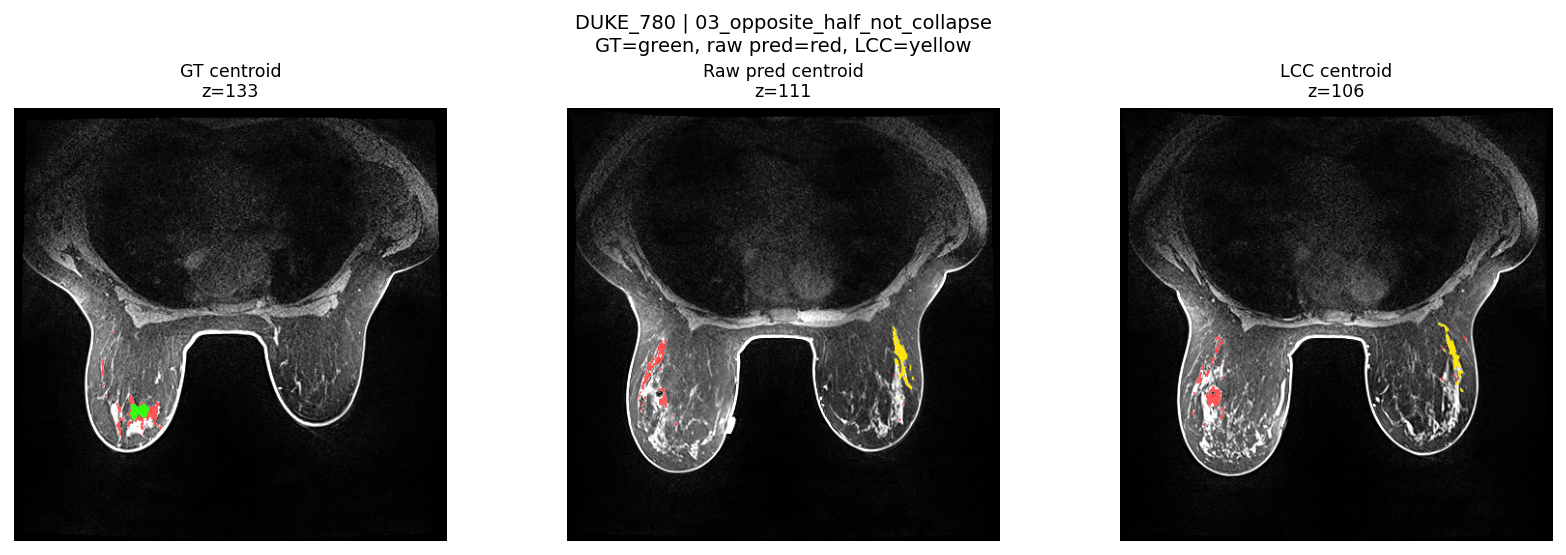 DUKE_780 | 03_opposite_half_not_collapse
GT=green, raw pred=red, LCC=yellow
GT centroid
z=133
Raw pred centroid
z=111
LCC centroid
z=106